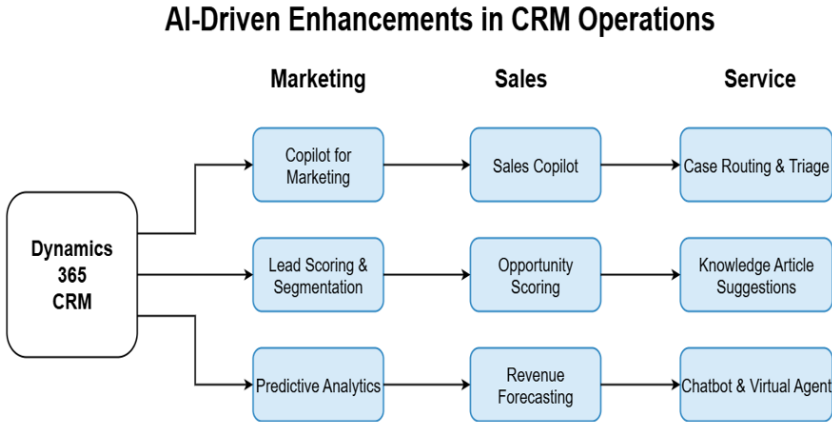 AI-Driven Enhancements in CRM Operations
Marketing
Sales
Service
Copilot for
Marketing
Sales Copilot
Case Routing & Triage
Dynamics
365
CRM
Lead Scoring &
Segmentation
Opportunity
Scoring
Knowledge Article
Suggestions
Predictive Analytics
Revenue
Forecasting
Chatbot & Virtual Agent